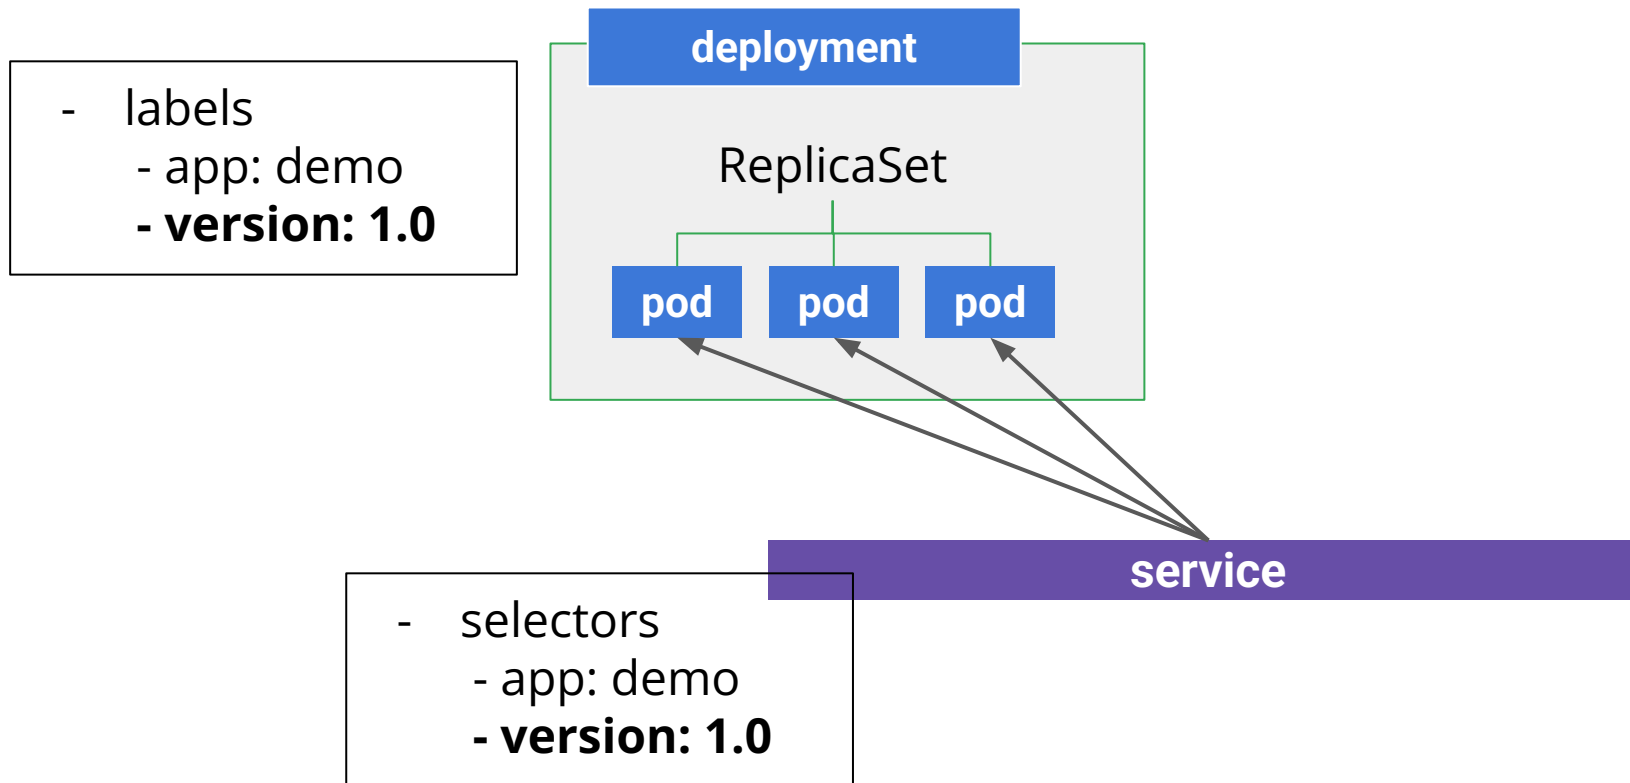 deployment
- labels
- app: demo
- version: 1.0
ReplicaSet
pod pod pod
service
- selectors
- app: demo
- version: 1.0